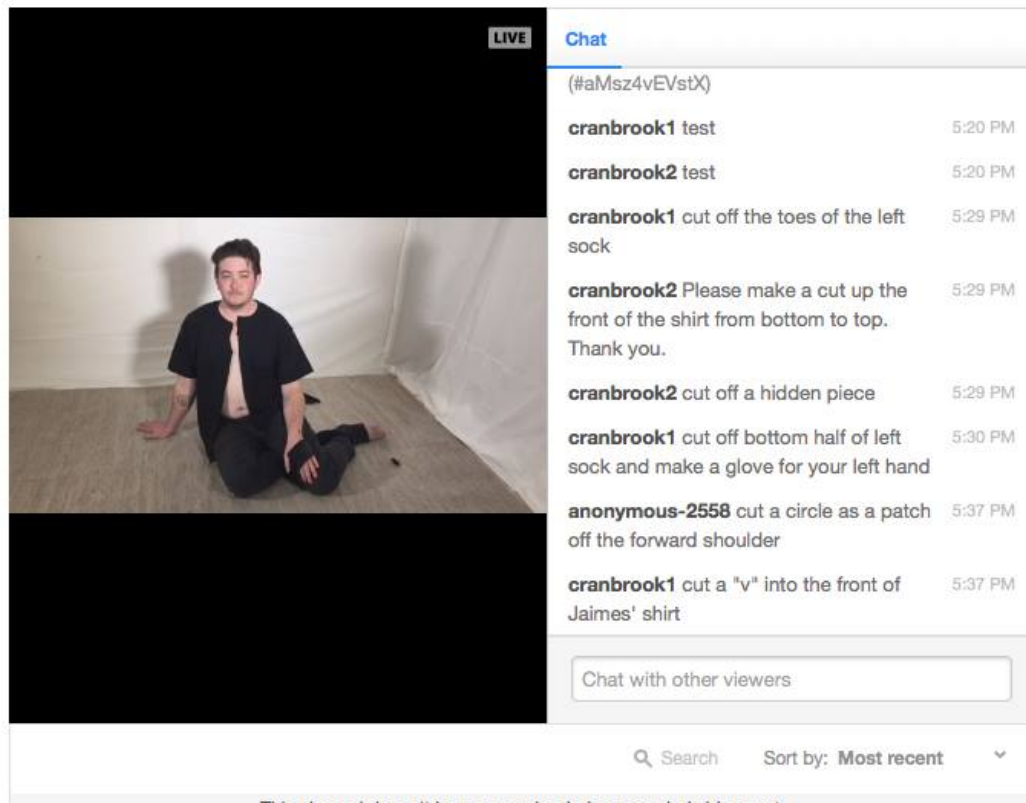 LIVE
Chat
(#aMsz4vEVstX)
cranbrook1 test 5:20 PM
cranbrook2 test 5:20 PM
cranbrook1 cut off the toes of the left 5:29 PM
sock
cranbrook2 Please make a cut up the 5:29 PM
front of the shirt from bottom to top.
Thank you.
cranbrook2 cut off a hidden piece 5:29 PM
cranbrook1 cut off bottom half of left 5:30 PM
sock and make a glove for your left hand
anonymous-2558 cut a circle as a patch 5:37 PM
off the forward shoulder
cranbrook1 cut a "v" into the front of 5:37 PM
Jaimes' shirt
Chat with other viewers
Search Sort by: Most recent